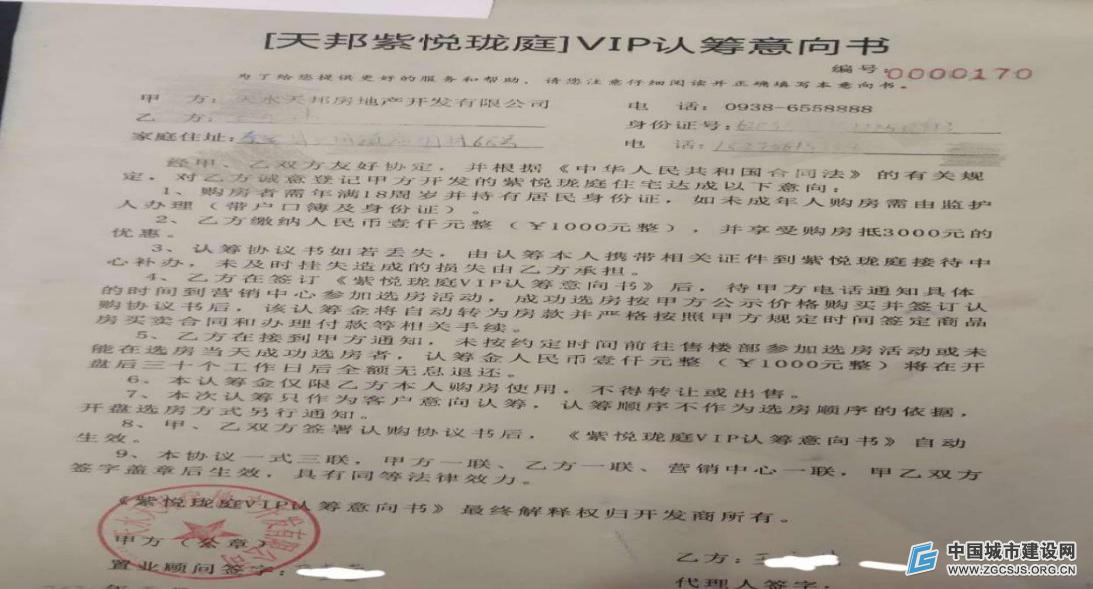 [天邦紫悦珑庭]VIP认筹意向书
编号:0000170
为了给您提供更好的服务和帮助，请您注意仔细阅读并正确填写本意向书。
甲 方：天水天邦房地产开发有限公司
电 话：0938-6558888
乙 方：
身份证号:
家庭住址:
电 话：
经甲、乙双方友好协定，并根据《中华人民共和国合同法》的有关规
定，对乙方诚意登记甲方开发的紫悦珑庭住宅达成以下意向：
1、购房者需年满18周岁并持有居民身份证，如未成年人购房需由监护
人办理（带户口簿及身份证）。
2、乙方缴纳人民币壹仟元整（￥1000元整），并享受购房抵3000元的
优惠。
3、认筹协议书如若丢失，由认筹本人携带相关证件到紫悦珑庭接待中
心补办，未及时挂失造成的损失由乙方承担。
4、乙方在签订《紫悦珑庭VIP认筹意向书》后，待甲方电话通知具体
的时间到营销中心参加选房活动，成功选房按甲方公示价格购买并签订认
购协议书后，该认筹金将自动转为房款并严格按照甲方规定时间签定商品
房买卖合同和办理付款等相关手续。
5、乙方在接到甲方通知，未按约定时间前往售楼部参加选房活动或未
能在选房当天成功选房者，认筹金人民币壹仟元整（￥1000元整）将在开
盘后三十个工作日后全额无息退还。
6、本认筹金仅限乙方本人购房使用，不得转让或出售。
7、本次认筹只作为客户意向认筹，认筹顺序不作为选房顺序的依据，
开盘选房方式另行通知。
8、甲、乙双方签署认购协议书后，《紫悦珑庭VIP认筹意向书》自动
生效。
9、本协议一式三联，甲方一联、乙方一联、营销中心一联，甲乙双方
签字盖章后生效，具有同等法律效力。
《紫悦珑庭VIP认筹意向书》最终解释权归开发商所有。
甲方（公章）
乙方：
置业顾问签字：
代理人签字：
中国城市建设网
WWW.ZGCSJS.ORG.CN